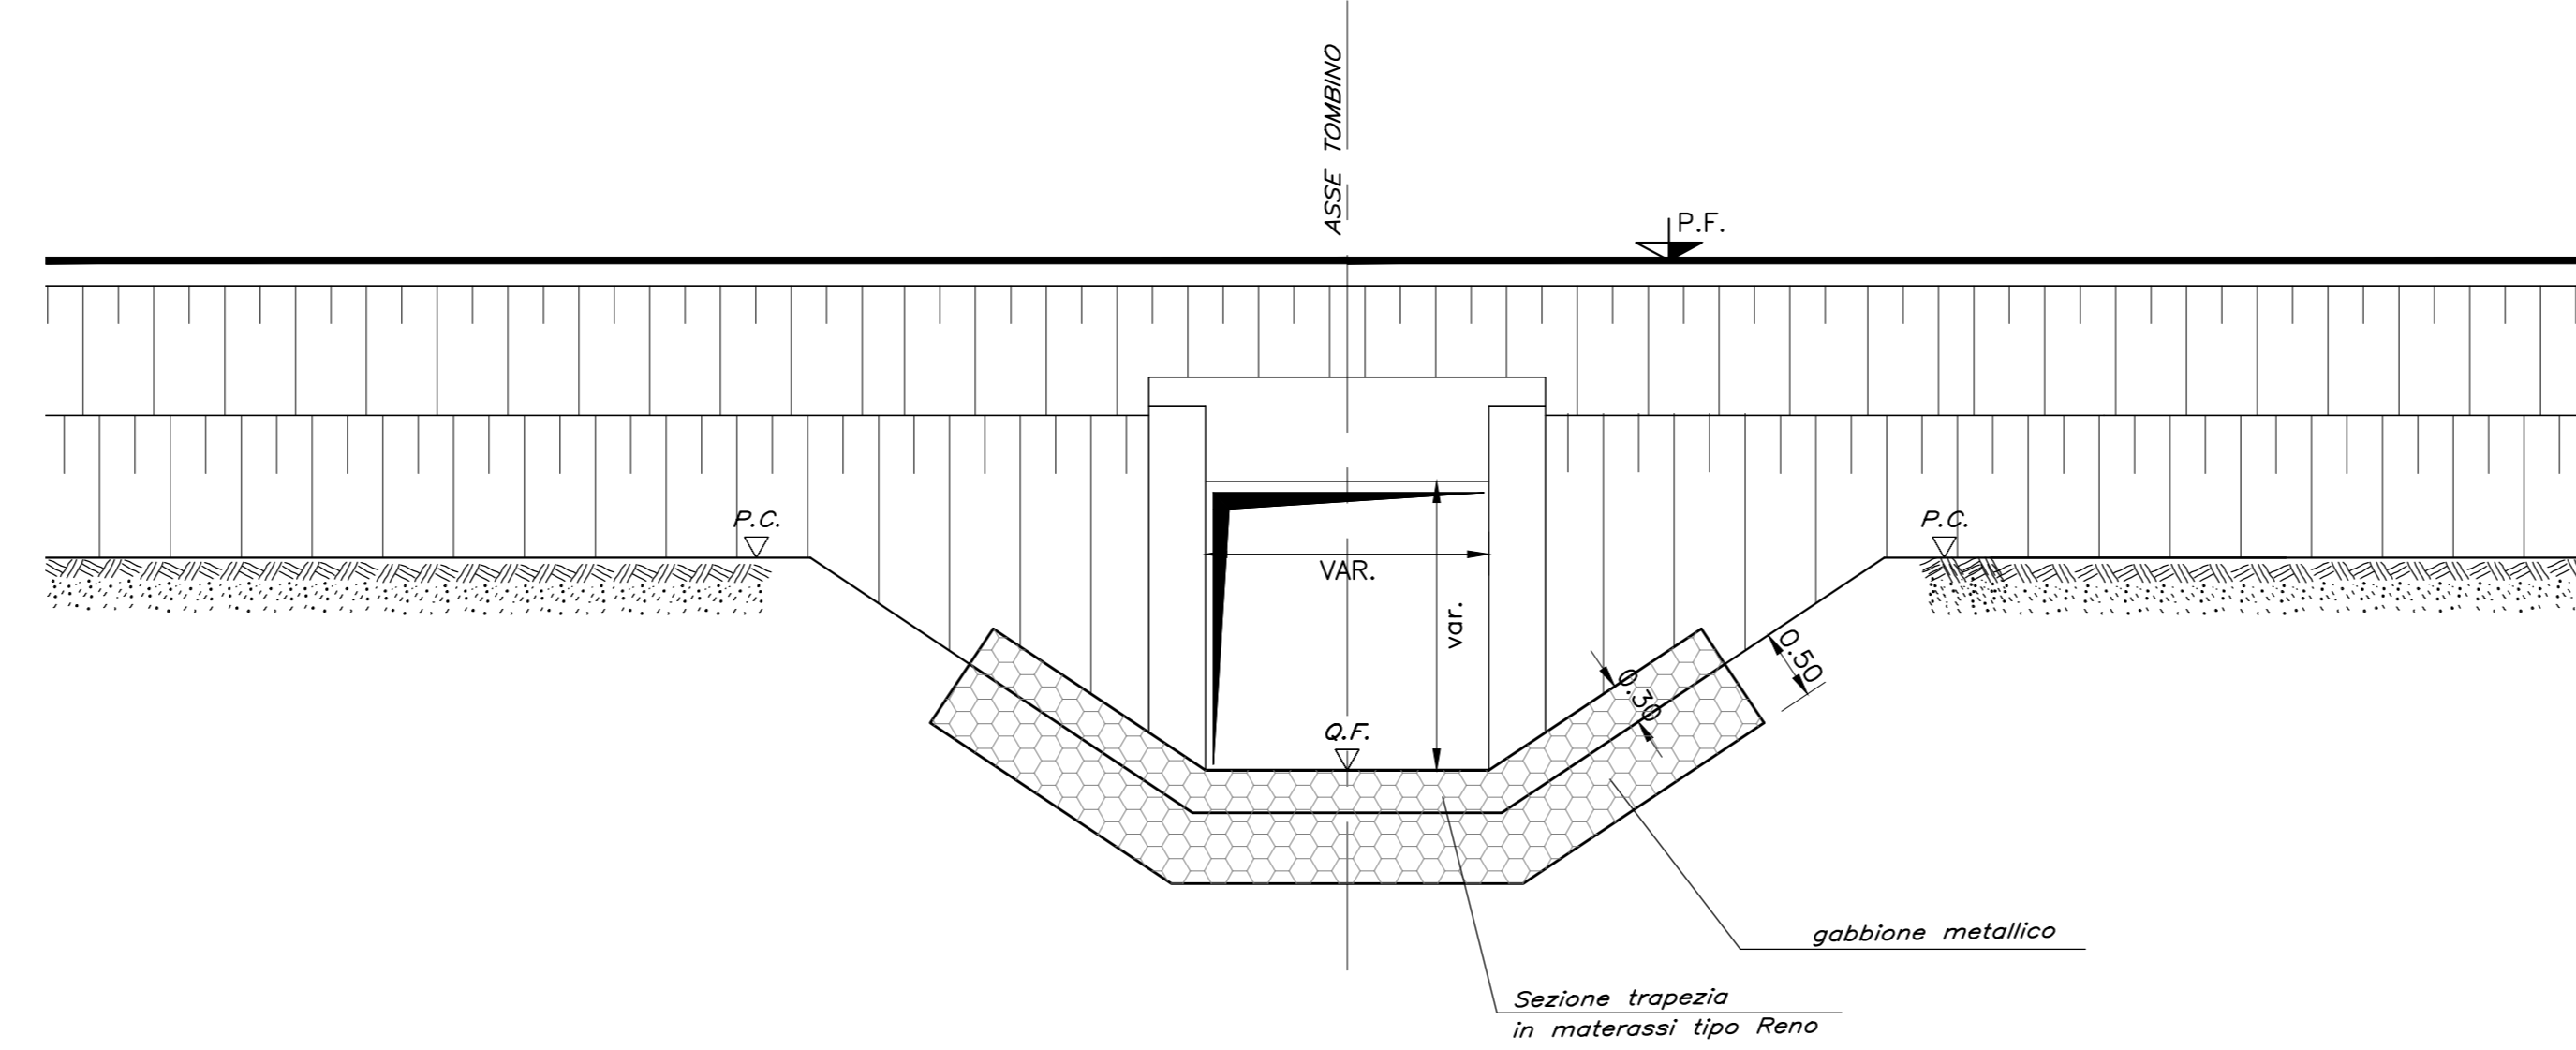 ASSE TOMBINO
P.F.
P.C.
P.C.
VAR.
var.
0.50
0.30
Q.F.
gabbione metallico
Sezione trapezia
in materassi tipo Reno